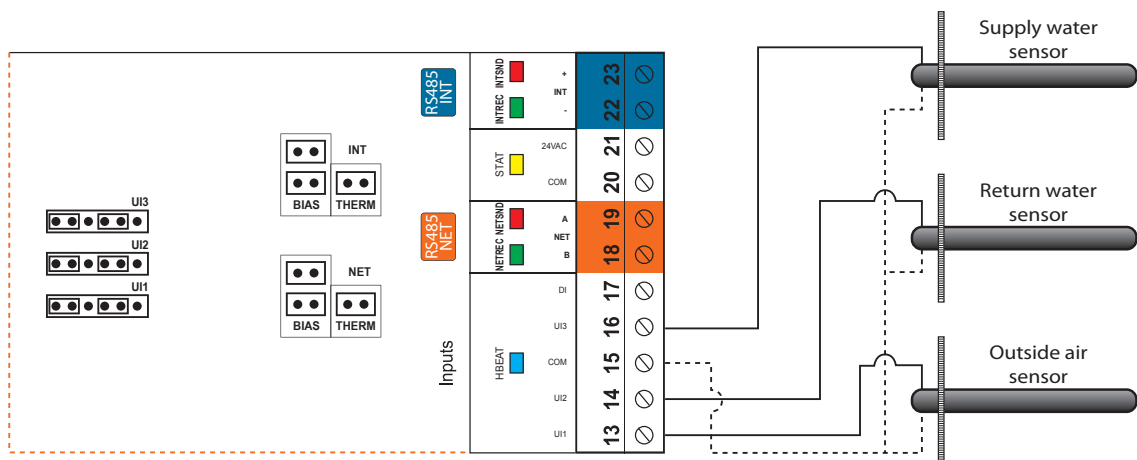 Supply water
sensor
Return water
sensor
Outside air
sensor
RS485
INT
INTREC INTSND
+
INT
-
23
22
STAT
24VAC
COM
21
20
RS485
NET
NETREC NETSND
A
NET
B
19
18
Inputs
HBEAT
DI
UI3
COM
UI2
UI1
17
16
15
14
13
INT
BIAS
THERM
NET
BIAS
THERM
UI3
UI2
UI1